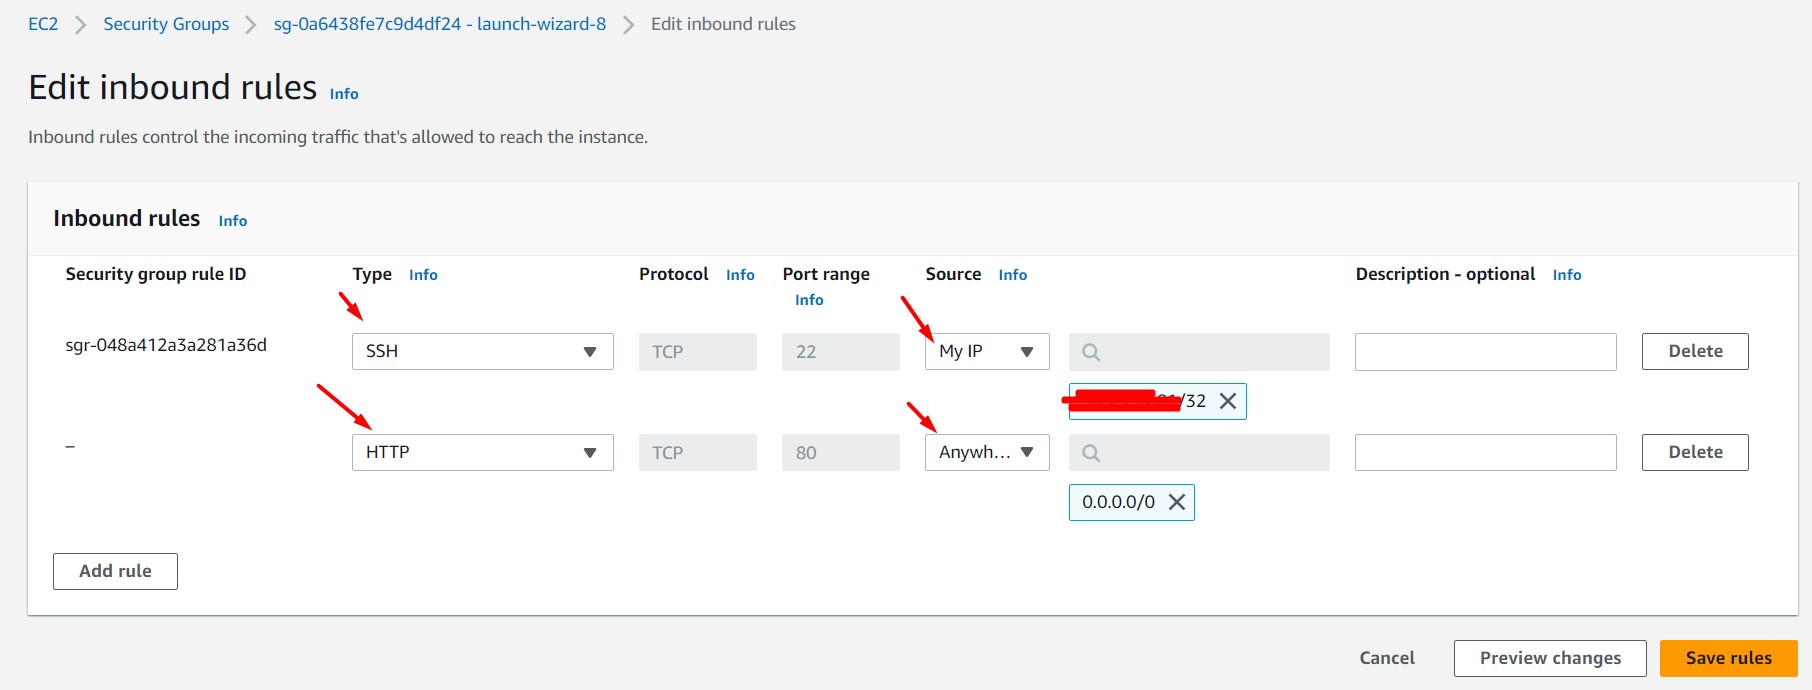 EC2 Security Groups sg-0a6438fe7c9d4df24 - launch-wizard-8 Edit inbound rules
Edit inbound rules Info
Inbound rules control the incoming traffic that's allowed to reach the instance.
Inbound rules Info
Security group rule ID Type Info Protocol Info Port range Info Source Info Description - optional Info
sgr-048a412a3a281a36d SSH TCP 22 My IP Delete
/32
– HTTP TCP 80 Anywh... Delete
0.0.0.0/0
Add rule
Cancel Preview changes Save rules